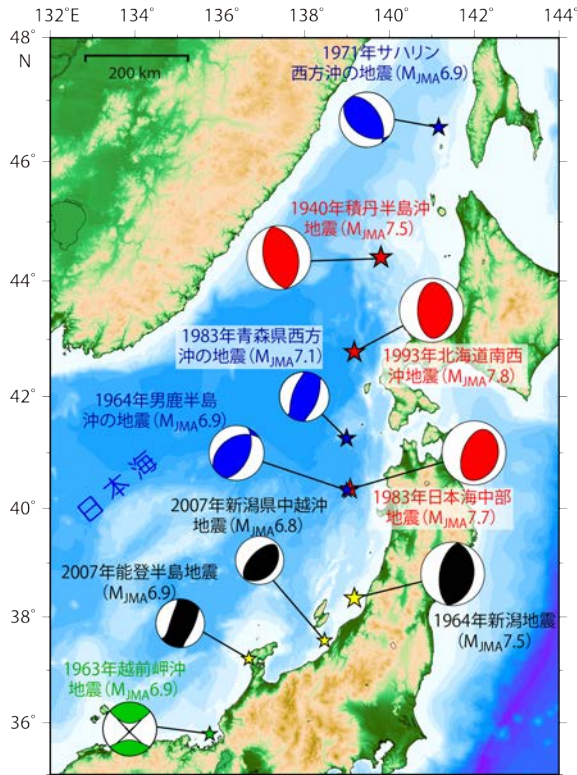 132°E
134°
136°
138°
140°
142°
144°
48°
N
46°
44°
42°
40°
38°
36°
200 km
1971年サハリン
西方沖の地震(MJMA6.9)
1940年積丹半島沖
地震(MJMA7.5)
1983年青森県西方
沖の地震(MJMA7.1)
1993年北海道南西
沖地震(MJMA7.8)
1964年男鹿半島
沖の地震(MJMA6.9)
日本海
1983年日本海中部
地震(MJMA7.7)
2007年新潟県中越沖
地震(MJMA6.8)
2007年能登半島地震
(MJMA6.9)
1964年新潟地震
(MJMA7.5)
1963年越前岬沖
地震(MJMA6.9)